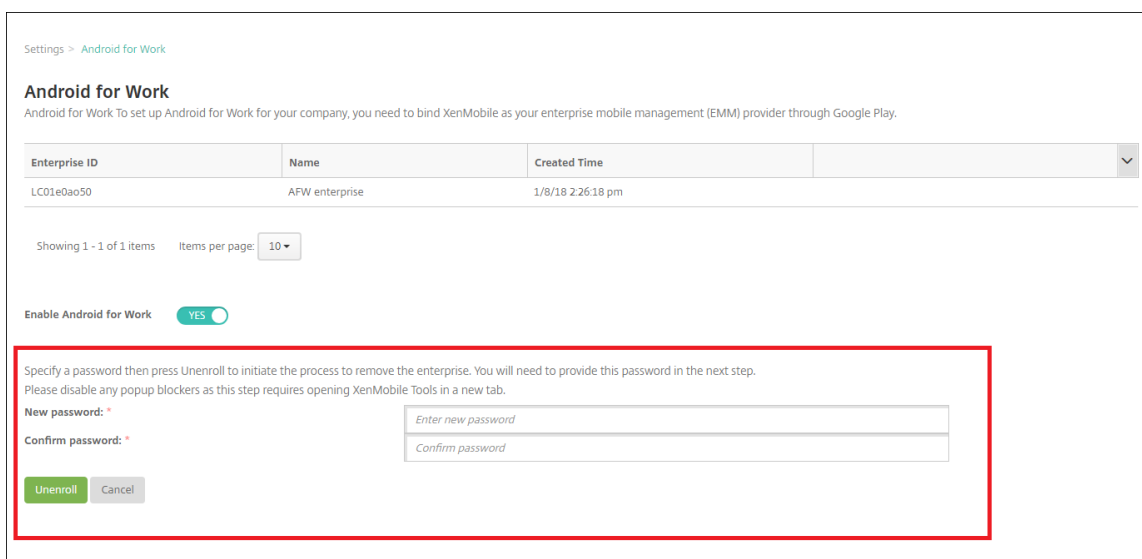 Settings > Android for Work
Android for Work
Android for Work To set up Android for Work for your company, you need to bind XenMobile as your enterprise mobile management (EMM) provider through Google Play.
Enterprise ID Name Created Time
LC01e0ao50 AFW enterprise 1/8/18 2:26:18 pm
Showing 1 - 1 of 1 items Items per page: 10
Enable Android for Work YES
Specify a password then press Unenroll to initiate the process to remove the enterprise. You will need to provide this password in the next step.
Please disable any popup blockers as this step requires opening XenMobile Tools in a new tab.
New password: * Enter new password
Confirm password: * Confirm password
Unenroll Cancel